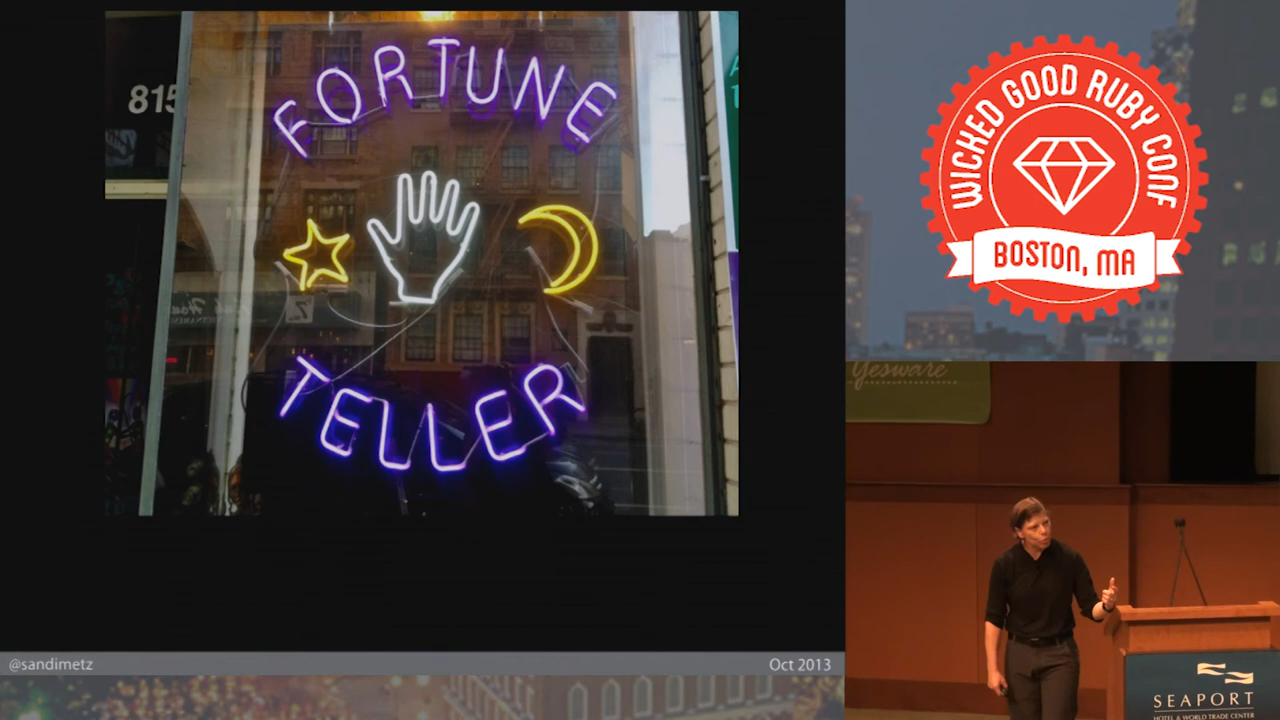 815
FORTUNE
TELLER
@sandimetz
Oct 2013
WICKED GOOD RUBY CONF
BOSTON, MA
Yesware
SEAPORT
HOTEL & WORLD TRADE CENTER